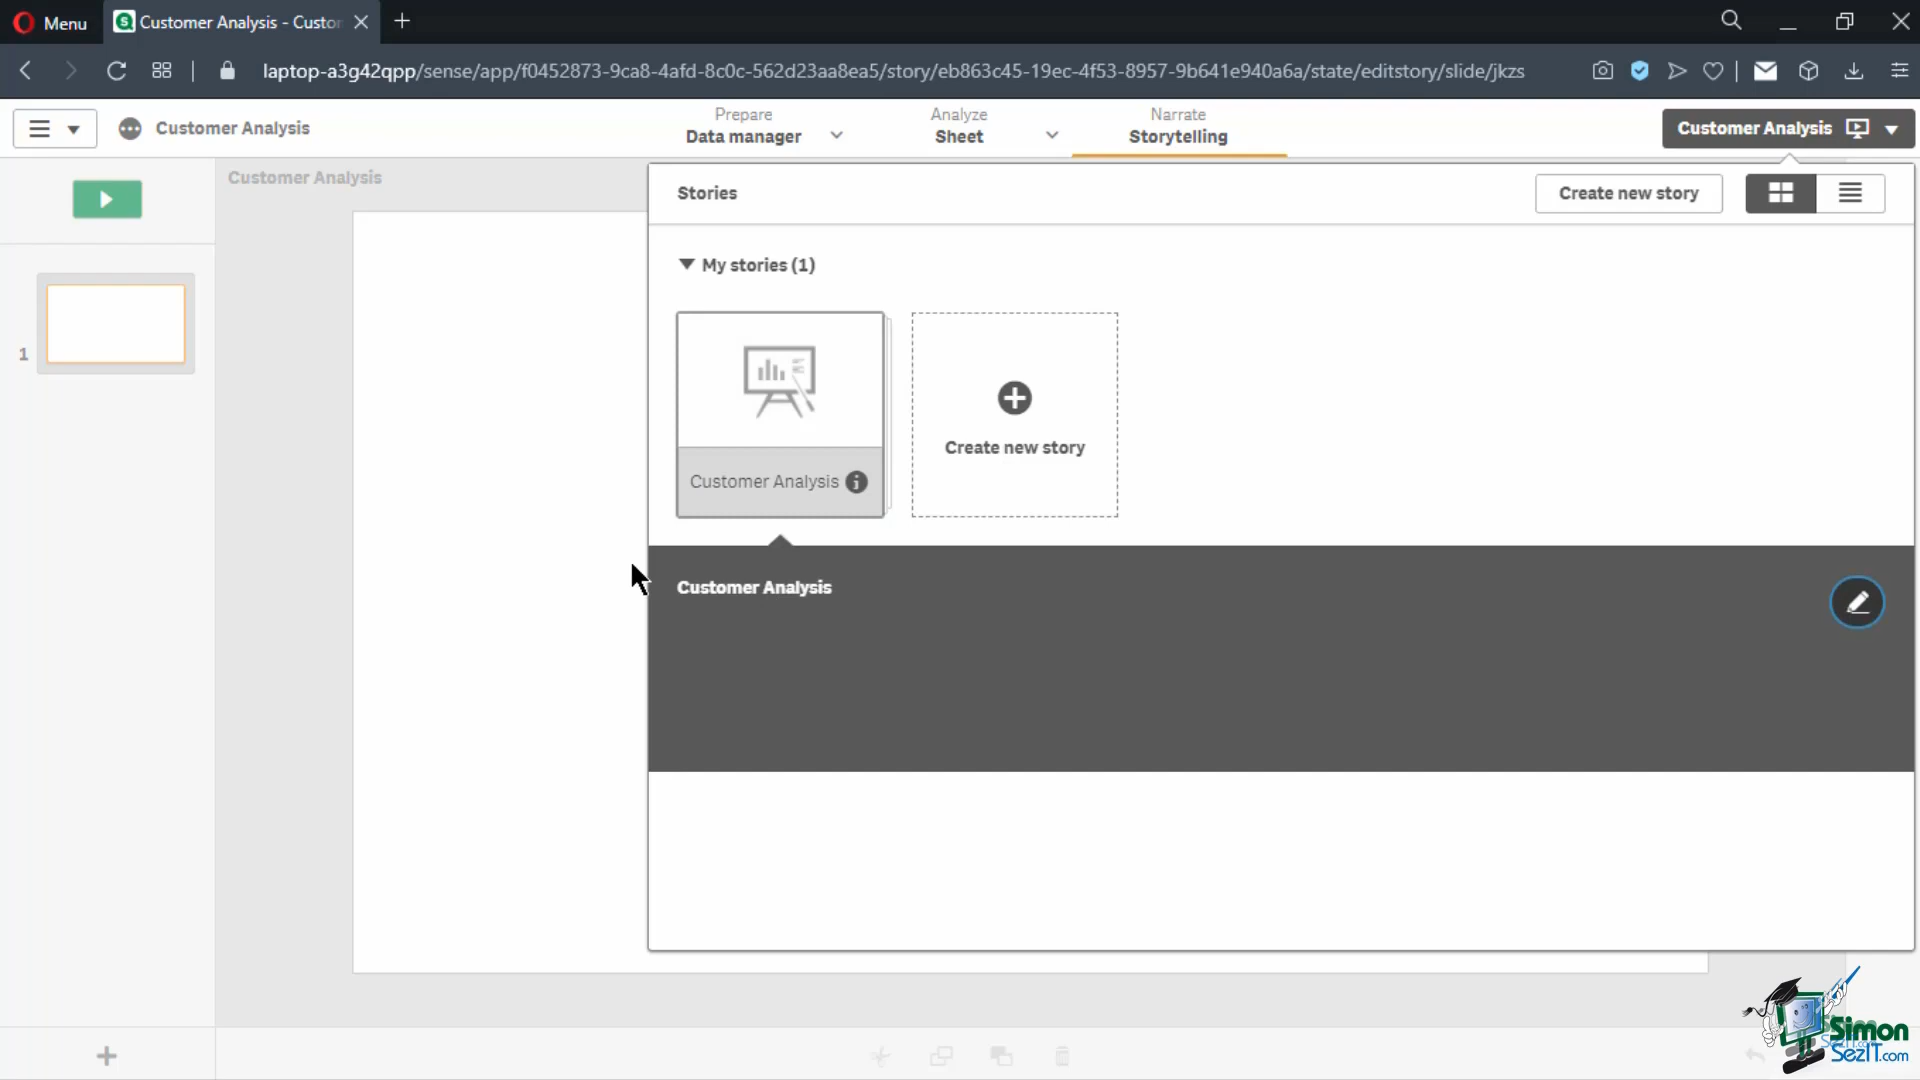 Menu
Customer Analysis - Custo
laptop-a3g42qpp/sense/app/f0452873-9ca8-4afd-8c0c-562d23aa8ea5/story/eb863c45-19ec-4f53-8957-9b641e940a6a/state/editstory/slide/jkzs
Customer Analysis
Prepare
Data manager
Analyze
Sheet
Narrate
Storytelling
Customer Analysis
Customer Analysis
Stories
Create new story
My stories (1)
1
Create new story
Customer Analysis
Customer Analysis
Simon
SezIT.com